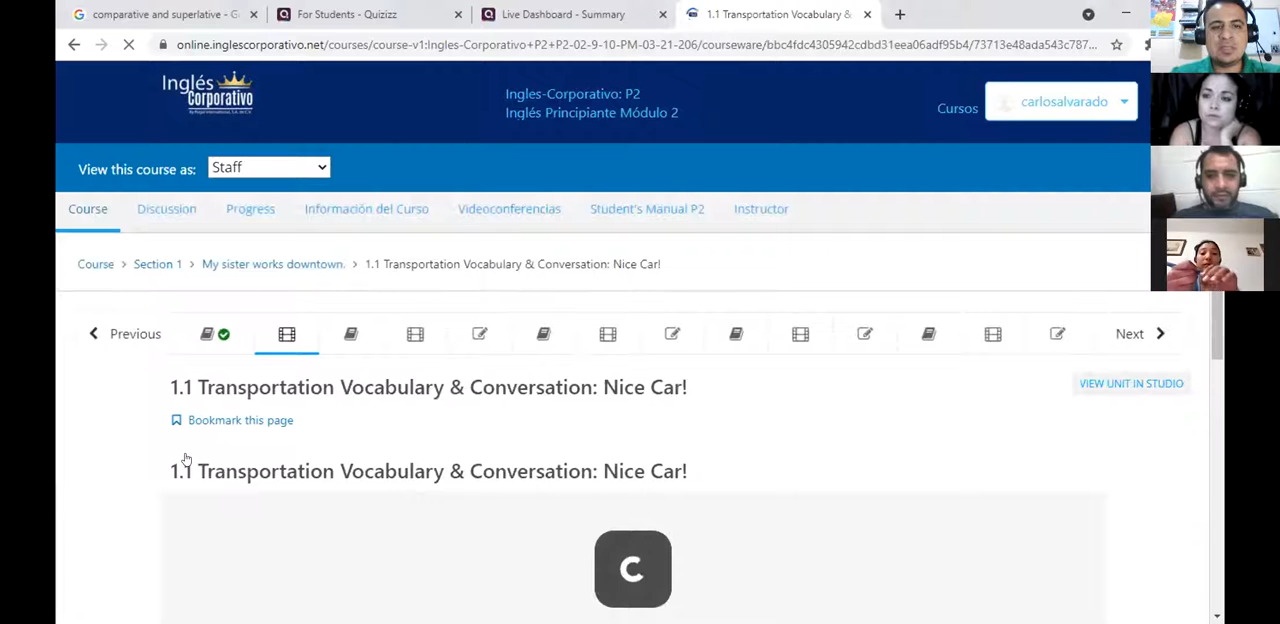 comparative and superlative - G
For Students - Quizizz
Live Dashboard - Summary
1.1 Transportation Vocabulary &
online.inglescorporativo.net/courses/course-v1:Ingles-Corporativo+P2+P2-02-9-10-PM-03-21-206/courseware/bbc4fdc4305942cdbd31eea06adf95b4/73713e48ada543c787...
Inglés
Corporativo
Ingles-Corporativo: P2
Inglés Principiante Módulo 2
Cursos
carlosalvarado
View this course as:
Staff
Course
Discussion
Progress
Información del Curso
Videoconferencias
Student's Manual P2
Instructor
Course > Section 1 > My sister works downtown. > 1.1 Transportation Vocabulary & Conversation: Nice Car!
Previous
Next
1.1 Transportation Vocabulary & Conversation: Nice Car!
VIEW UNIT IN STUDIO
Bookmark this page
1.1 Transportation Vocabulary & Conversation: Nice Car!